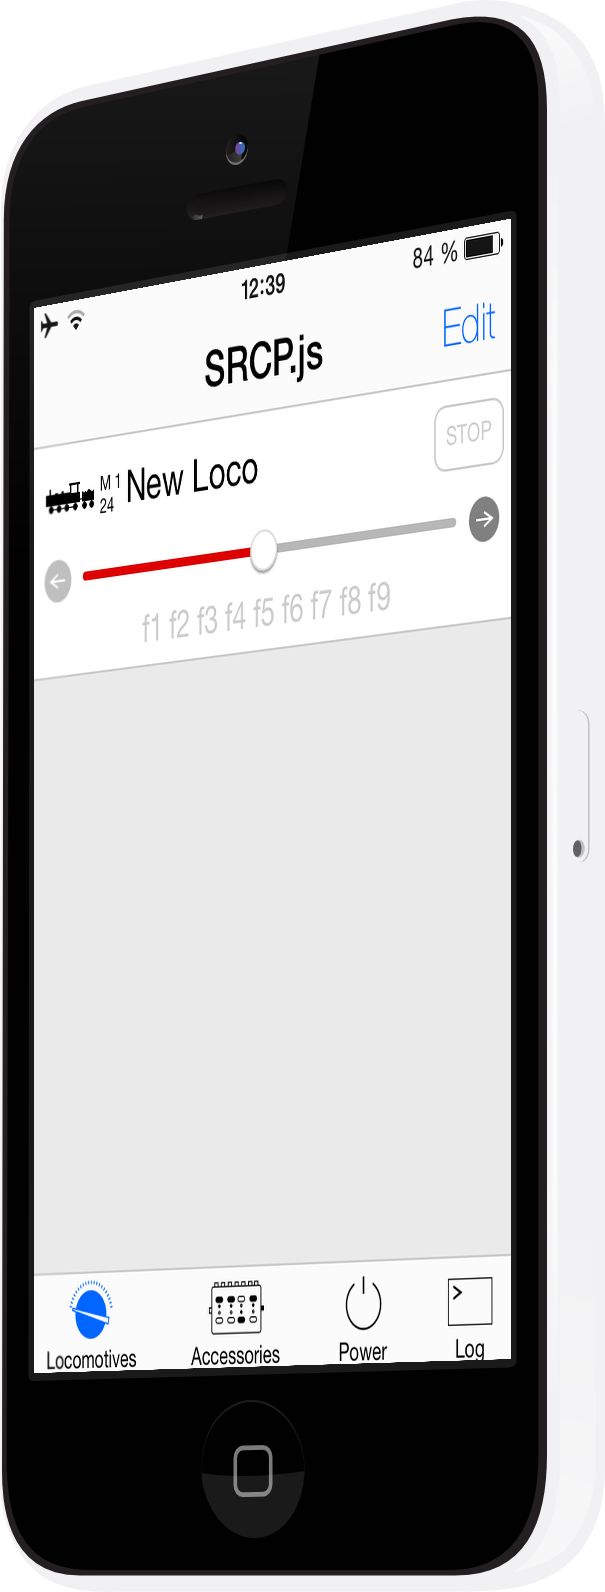 12:39
84 %
SRCP.js
Edit
M 1
24
New Loco
STOP
f1 f2 f3 f4 f5 f6 f7 f8 f9
Locomotives
Accessories
Power
Log